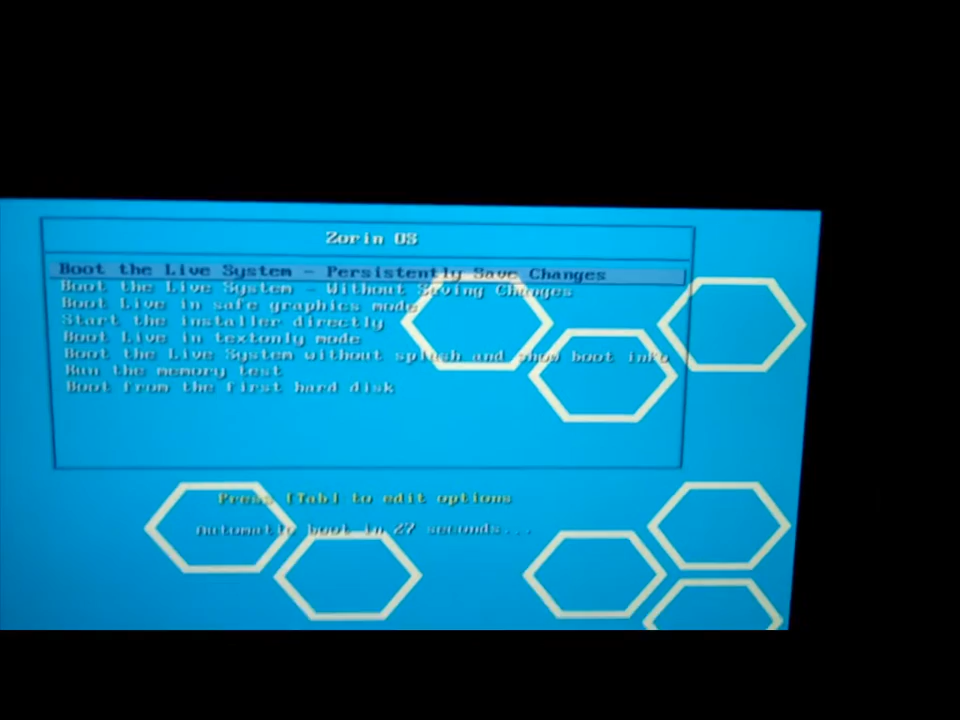 Zorin OS
Boot the Live System - Persistently Save Changes
Boot the Live System - Without Saving Changes
Boot Live in safe graphics mode
Start the installer directly
Boot Live in textonly mode
Boot the Live System without splash and show boot info
Run the memory test
Boot from the first hard disk
Press [Tab] to edit options
Automatic boot in 27 seconds...